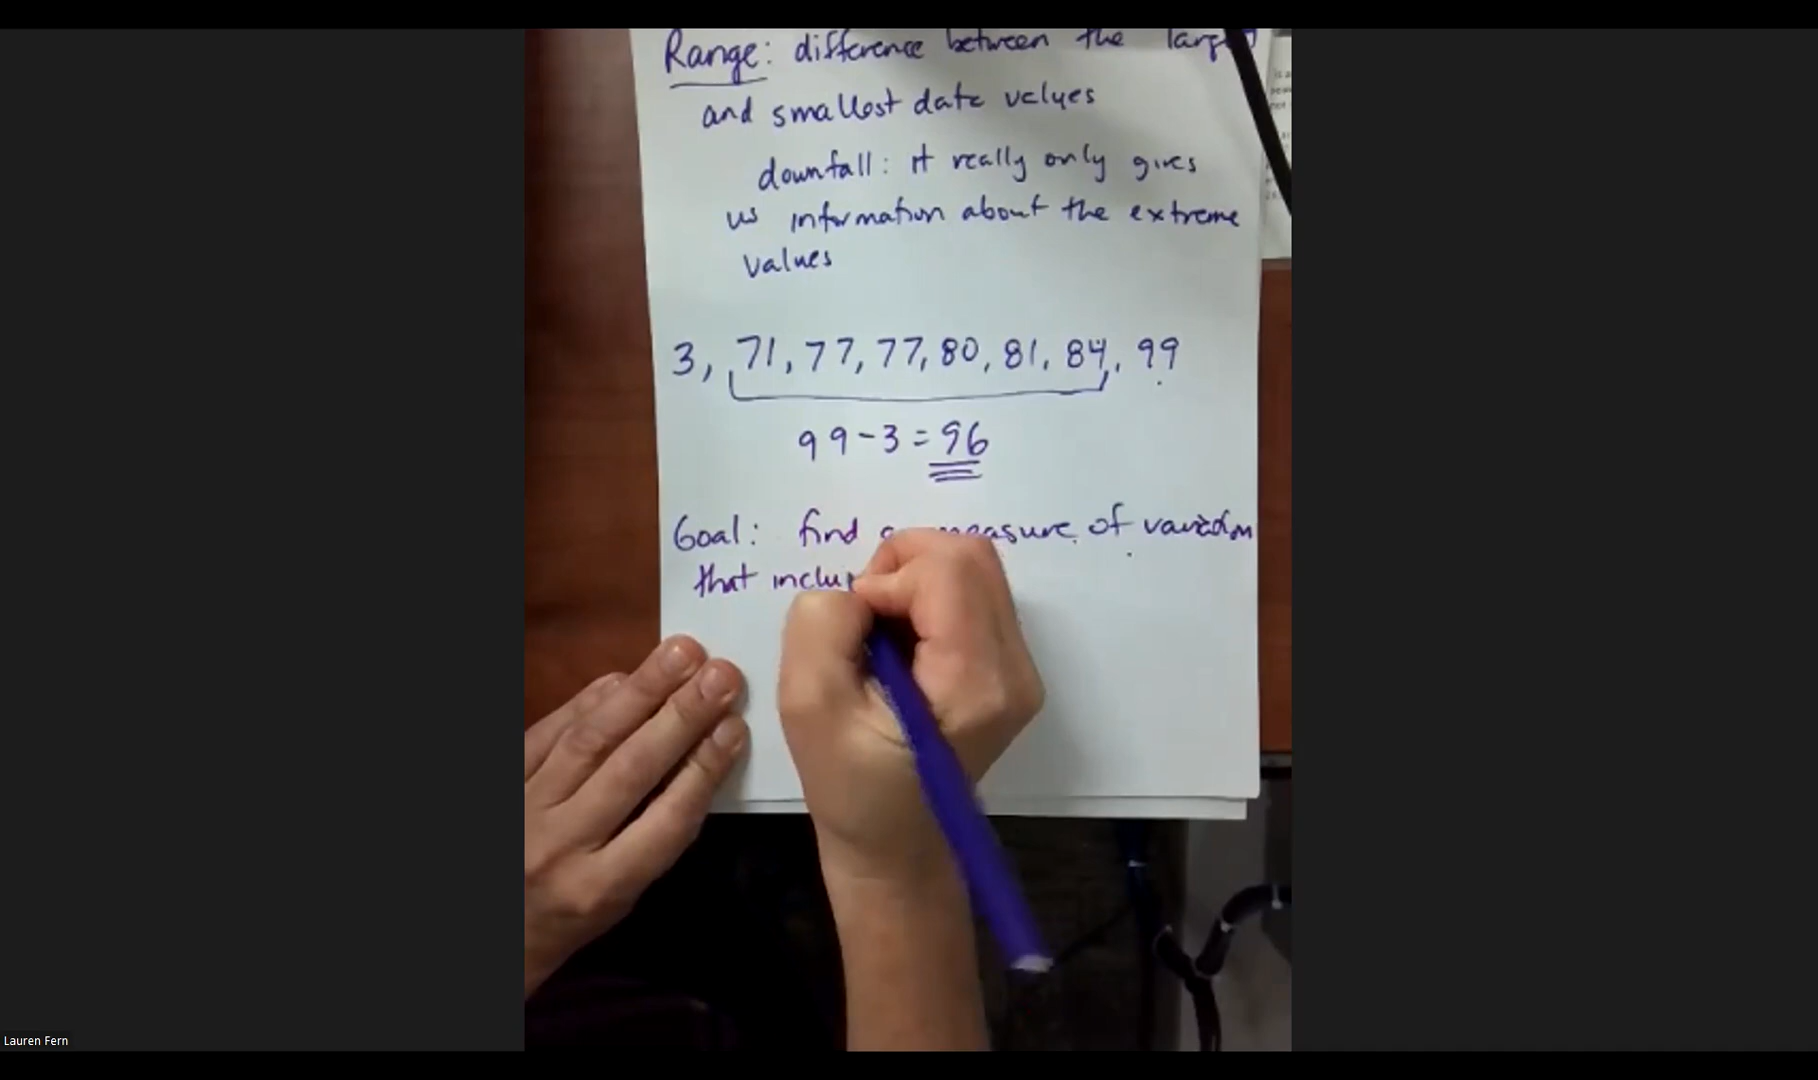 Range: difference between the
and smallest data values
downfall: it really only gives
us information about the extreme
values
3, 71, 77, 77, 80, 81, 84, 99
99-3=96
Goal: find a measure of variation
that inclu
Lauren Fern